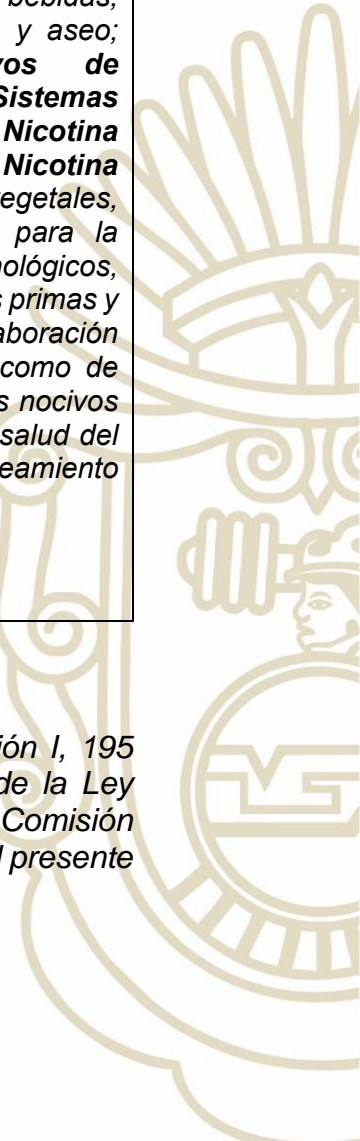 bebidas,
y aseo;
vos de
Sistemas
Nicotina
Nicotina
vegetales,
para la
nológicos,
s primas y
aboración
como de
s nocivos
salud del
eamiento
ión I, 195
de la Ley
Comisión
l presente